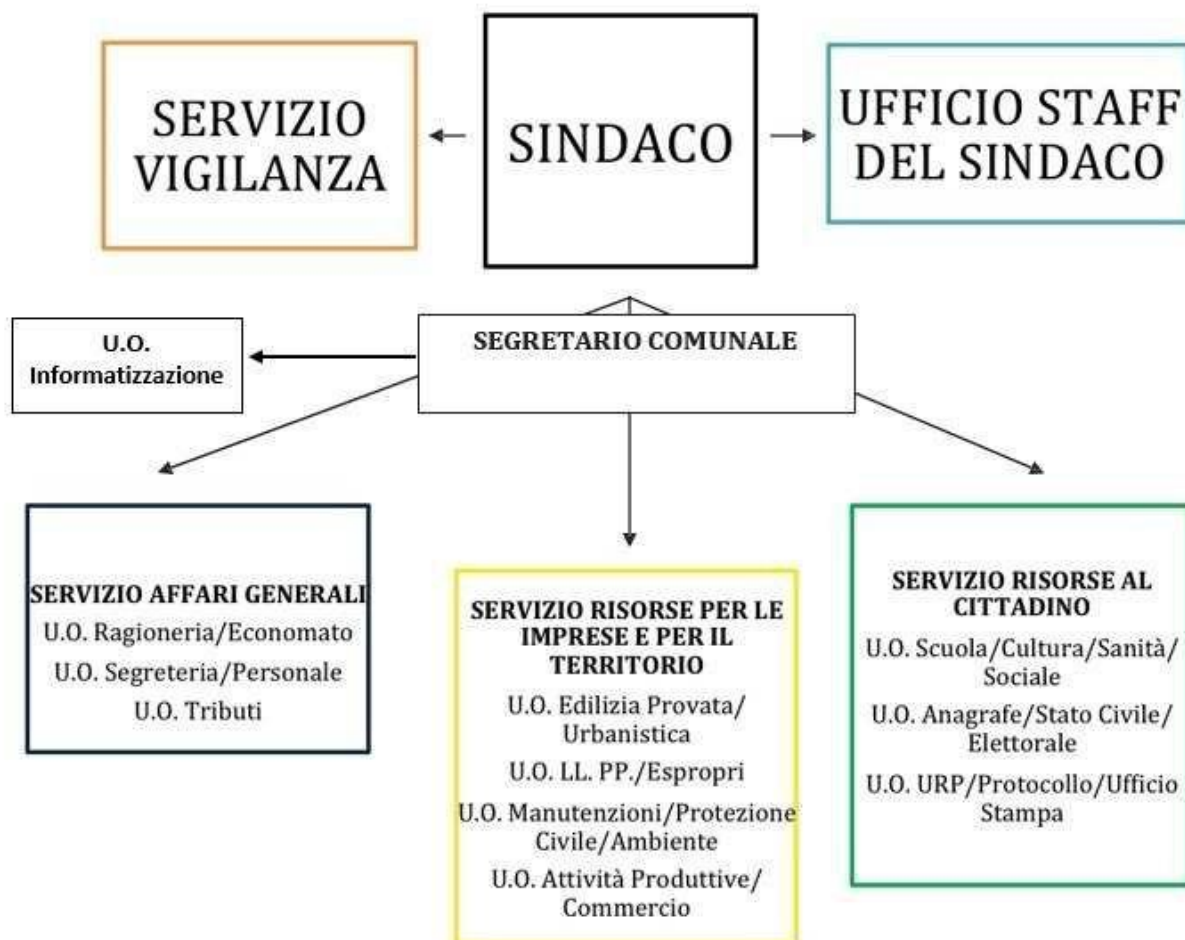 SERVIZIO
VIGILANZA
SINDACO
UFFICIO STAFF
DEL SINDACO
U.O.
Informatizzazione
SEGRETARIO COMUNALE
SERVIZIO AFFARI GENERALI
U.O. Ragioneria/Economato
U.O. Segreteria/Personale
U.O. Tributi
SERVIZIO RISORSE PER LE
IMPRESE E PER IL
TERRITORIO
U.O. Edilizia Provata/
Urbanistica
U.O. LL. PP./Espropri
U.O. Manutenzioni/Protezione
Civile/Ambiente
U.O. Attività Produttive/
Commercio
SERVIZIO RISORSE AL
CITTADINO
U.O. Scuola/Cultura/Sanità/
Sociale
U.O. Anagrafe/Stato Civile/
Elettorale
U.O. URP/Protocollo/Ufficio
Stampa